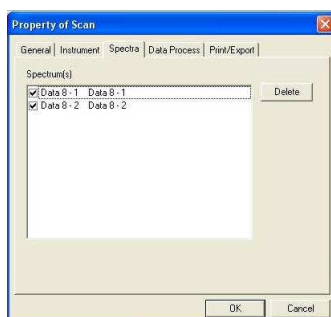 Property of Scan
General Instrument Spectra Data Process Print/Export
Spectrum(s)
Data 8 - 1 Data 8 - 1 Delete
Data 8 - 2 Data 8 - 2
OK Cancel